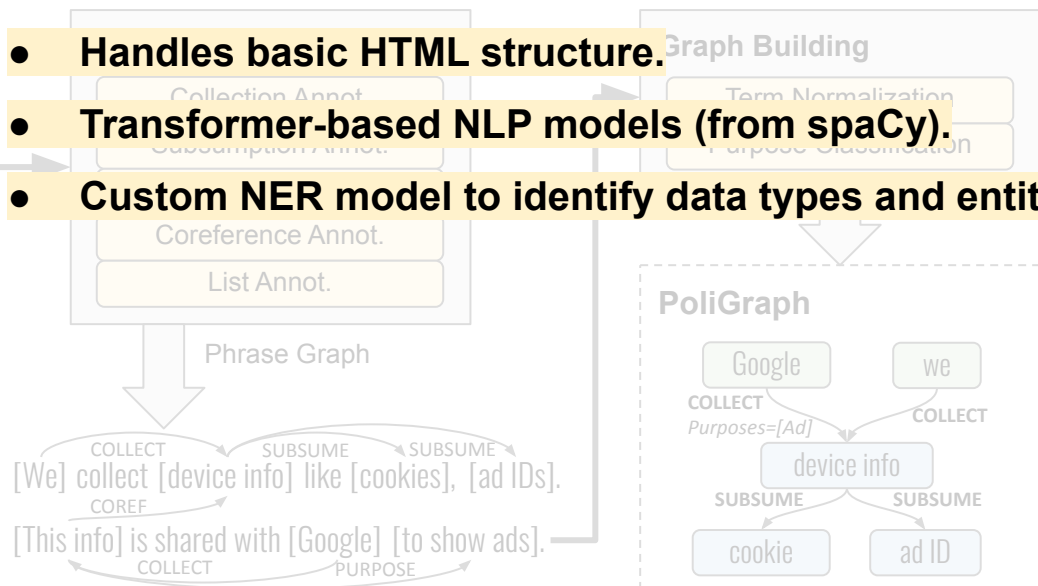 ● Handles basic HTML structure.
Graph Building
Collection Annot.
Term Normalization
● Transformer-based NLP models (from spaCy).
Subsumption Annot.
Purpose Classification
● Custom NER model to identify data types and entit
Coreference Annot.
List Annot.
Phrase Graph
COLLECT SUBSUME SUBSUME
[We] collect [device info] like [cookies], [ad IDs].
COREF
[This info] is shared with [Google] [to show ads].
COLLECT PURPOSE
PoliGraph
Google we
COLLECT
Purposes=[Ad]
COLLECT
device info
SUBSUME SUBSUME
cookie ad ID